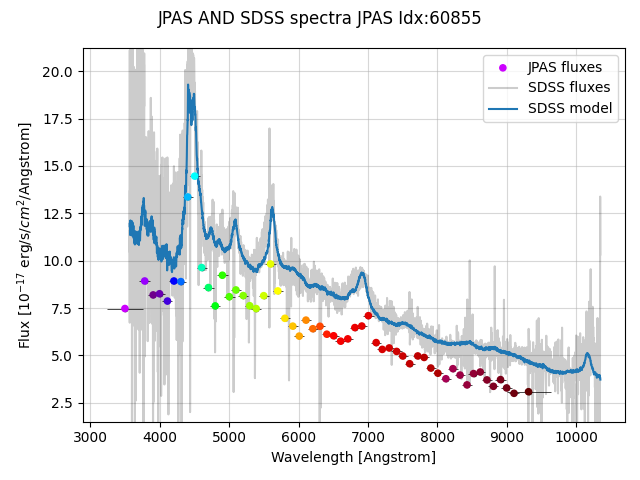 JPAS AND SDSS spectra JPAS Idx:60855
JPAS fluxes
SDSS fluxes
SDSS model
Flux [10⁻¹⁷ erg/s/cm²/Angstrom]
20.0
17.5
15.0
12.5
10.0
7.5
5.0
2.5
3000 4000 5000 6000 7000 8000 9000 10000
Wavelength [Angstrom]